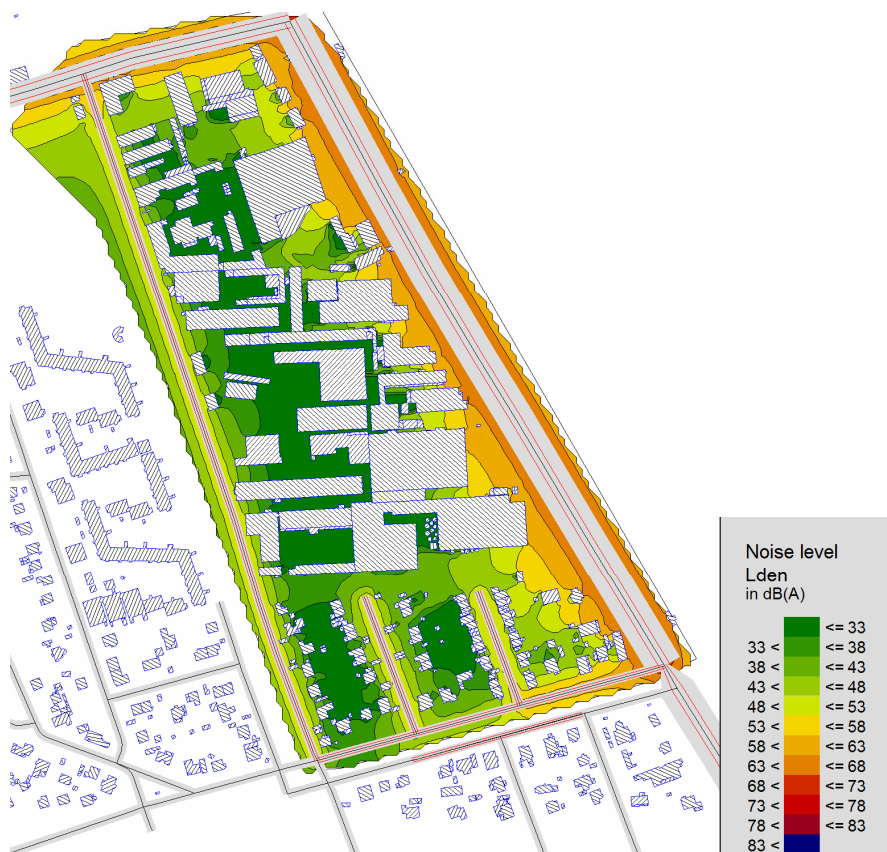 Noise level
Lden
in dB(A)
<= 33
33 < <= 38
38 < <= 43
43 < <= 48
48 < <= 53
53 < <= 58
58 < <= 63
63 < <= 68
68 < <= 73
73 < <= 78
78 < <= 83
83 <